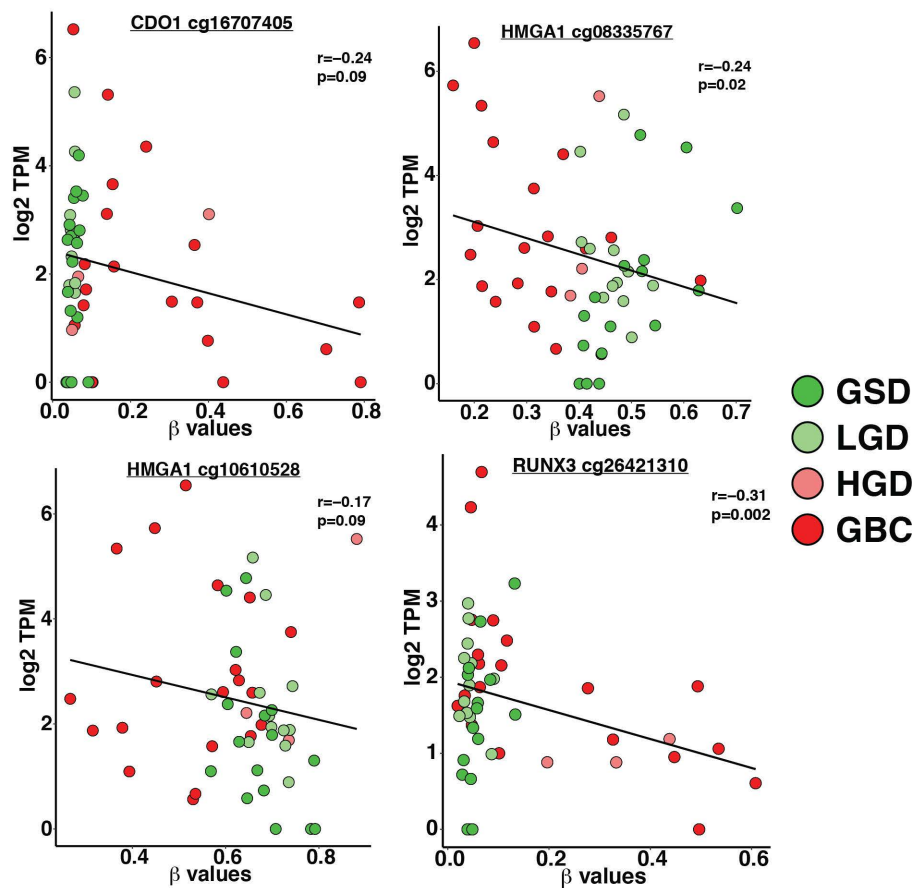 CDO1 cg16707405
r=−0.24
p=0.09
log2 TPM
6
4
2
0
0.0 0.2 0.4 0.6 0.8
β values
HMGA1 cg08335767
r=−0.24
p=0.02
log2 TPM
6
4
2
0
0.2 0.3 0.4 0.5 0.6 0.7
β values
HMGA1 cg10610528
r=−0.17
p=0.09
log2 TPM
6
4
2
0
0.4 0.6 0.8
β values
RUNX3 cg26421310
r=−0.31
p=0.002
log2 TPM
4
3
2
1
0
0.0 0.2 0.4 0.6
β values
GSD
LGD
HGD
GBC